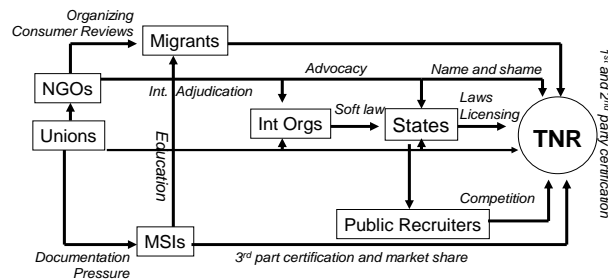 Organizing
Consumer Reviews
Migrants
Advocacy
Name and shame
NGOs
Int. Adjudication
Soft law
Laws
Licensing
Int Orgs
States
TNR
Unions
Education
Competition
Public Recruiters
MSIs
Documentation
Pressure
3rd part certification and market share
1st and 2nd party certification